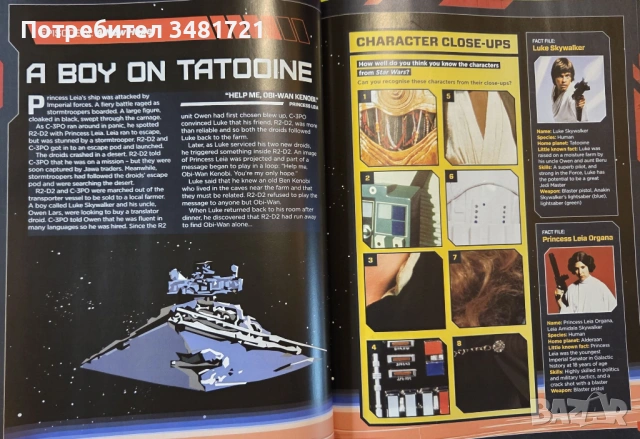 Потребител 3481721
A BOY ON TATOOINE
Princess Leia's ship was attacked by
Imperial forces. A fiery battle raged as
stormtroopers boarded. A large figure,
cloaked in black, swept through the carnage.
As C-3PO ran around in panic, he spotted
R2-D2 with Princess Leia. Leia ran to escape,
but was stunned by a stormtrooper. R2-D2 and
C-3PO got in to an escape pod and launched.
The droids crashed in a desert. R2-D2 told
C-3PO that he was on a mission – but they were
soon captured by Jawa traders. Meanwhile,
stormtroopers had followed the droids' escape
pod and were searching the desert.
R2-D2 and C-3PO were marched out of the
transporter vessel to be sold to a local farmer.
A boy called Luke Skywalker and his uncle,
Owen Lars, were looking to buy a translator
droid. C-3PO told Owen that he was fluent in
many languages so he was hired. Since the R2
"HELP ME, OBI-WAN KENOBI."
PRINCESS LEIA
unit Owen had first chosen blew up, C-3PO
convinced Luke that his friend, R2-D2, was more
than reliable and so both the droids followed
Luke back to the farm.
Later, as Luke serviced his two new droids,
he triggered something inside R2-D2. An image
of Princess Leia was projected and part of a
message began to play in a loop: "Help me,
Obi-Wan Kenobi. You're my only hope."
Luke said that he knew an old Ben Kenobi
who lived in the caves near the farm and that
they must be related. R2-D2 refused to play the
message to anyone but Obi-Wan.
When Luke returned back to his room after
dinner, he discovered that R2-D2 had run away
to find Obi-Wan alone...
CHARACTER CLOSE-UPS
How well do you think you know the characters
from Star Wars?
Can you recognise these characters from their close-ups?
1
5
2
6
3
7
4
8
FACT FILE:
Luke Skywalker
Name: Luke Skywalker
Species: Human
Home planet: Tatooine
Little known fact: Luke was
raised on a moisture farm by
his uncle Owen and aunt Beru
Skills: A superb pilot, and
strong in the Force, Luke has
the potential to be a great
Jedi Master
Weapon: Blaster pistol, Anakin
Skywalker's lightsaber (blue),
lightsaber (green)
FACT FILE:
Princess Leia Organa
Name: Princess Leia Organa,
Leia Amidala Skywalker
Species: Human
Home planet: Alderaan
Little known fact: Princess
Leia was the youngest
Imperial Senator in Galactic
history at 18 years of age
Skills: Highly skilled in politics
and military tactics, and a
crack shot with a blaster
Weapon: Blaster pistol
BAZAR